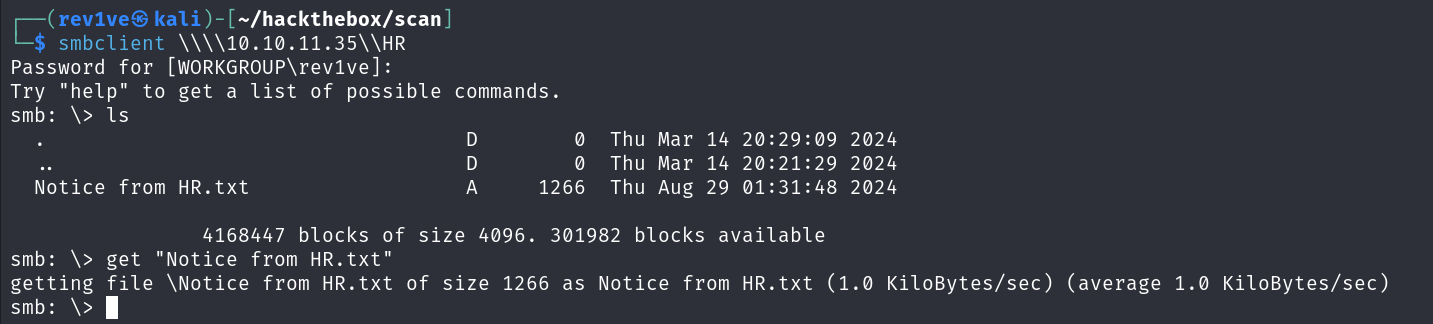 ┌──(rev1ve㉿kali)-[~/hackthebox/scan]
└─$ smbclient \\\\10.10.11.35\\HR
Password for [WORKGROUP\rev1ve]:
Try "help" to get a list of possible commands.
smb: \> ls
  .                                   D        0  Thu Mar 14 20:29:09 2024
  ..                                  D        0  Thu Mar 14 20:21:29 2024
  Notice from HR.txt                  A     1266  Thu Aug 29 01:31:48 2024
                4168447 blocks of size 4096. 301982 blocks available
smb: \> get "Notice from HR.txt"
getting file \Notice from HR.txt of size 1266 as Notice from HR.txt (1.0 KiloBytes/sec) (average 1.0 KiloBytes/sec)
smb: \>